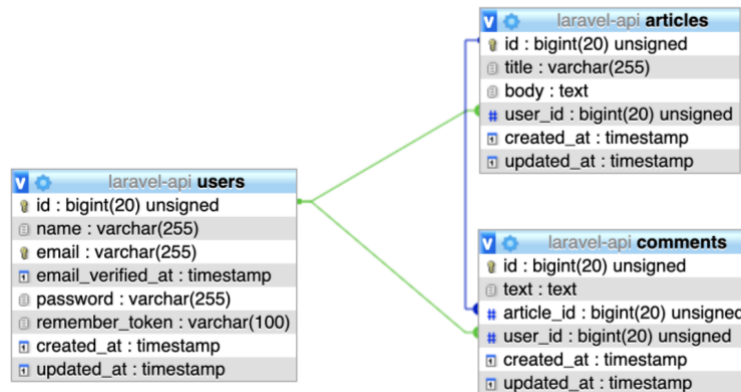 laravel-api articles
id : bigint(20) unsigned
title : varchar(255)
body : text
user_id : bigint(20) unsigned
created_at : timestamp
updated_at : timestamp
laravel-api users
id : bigint(20) unsigned
name : varchar(255)
email : varchar(255)
email_verified_at : timestamp
password : varchar(255)
remember_token : varchar(100)
created_at : timestamp
updated_at : timestamp
laravel-api comments
id : bigint(20) unsigned
text : text
article_id : bigint(20) unsigned
user_id : bigint(20) unsigned
created_at : timestamp
updated_at : timestamp